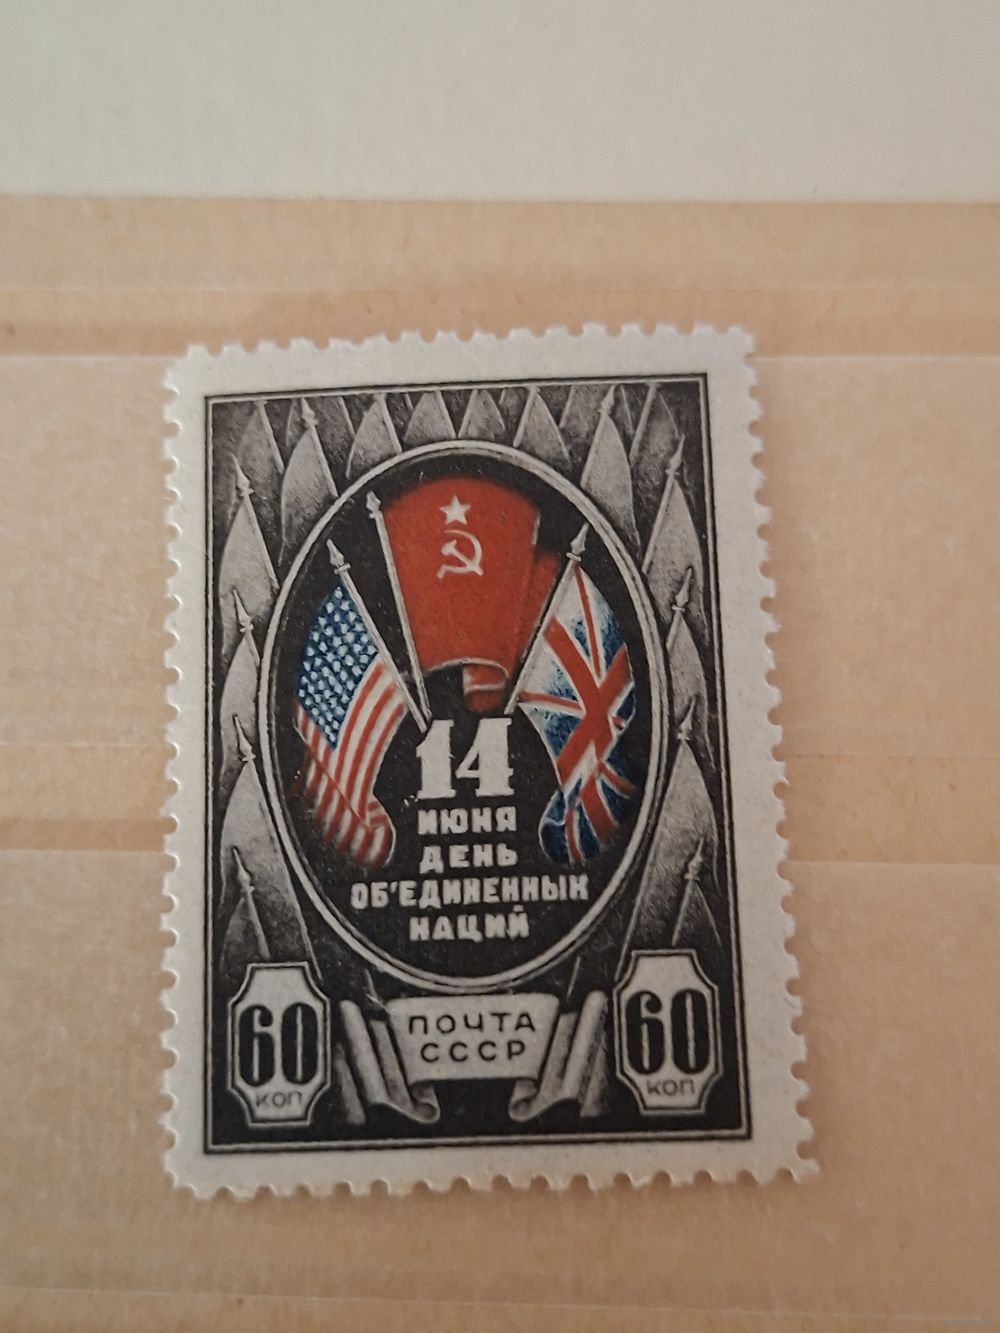 14
ИЮНЯ
ДЕНЬ
ОБ'ЕДИНЕННЫХ
НАЦИЙ
ПОЧТА
СССР
60
КОП
60
КОП